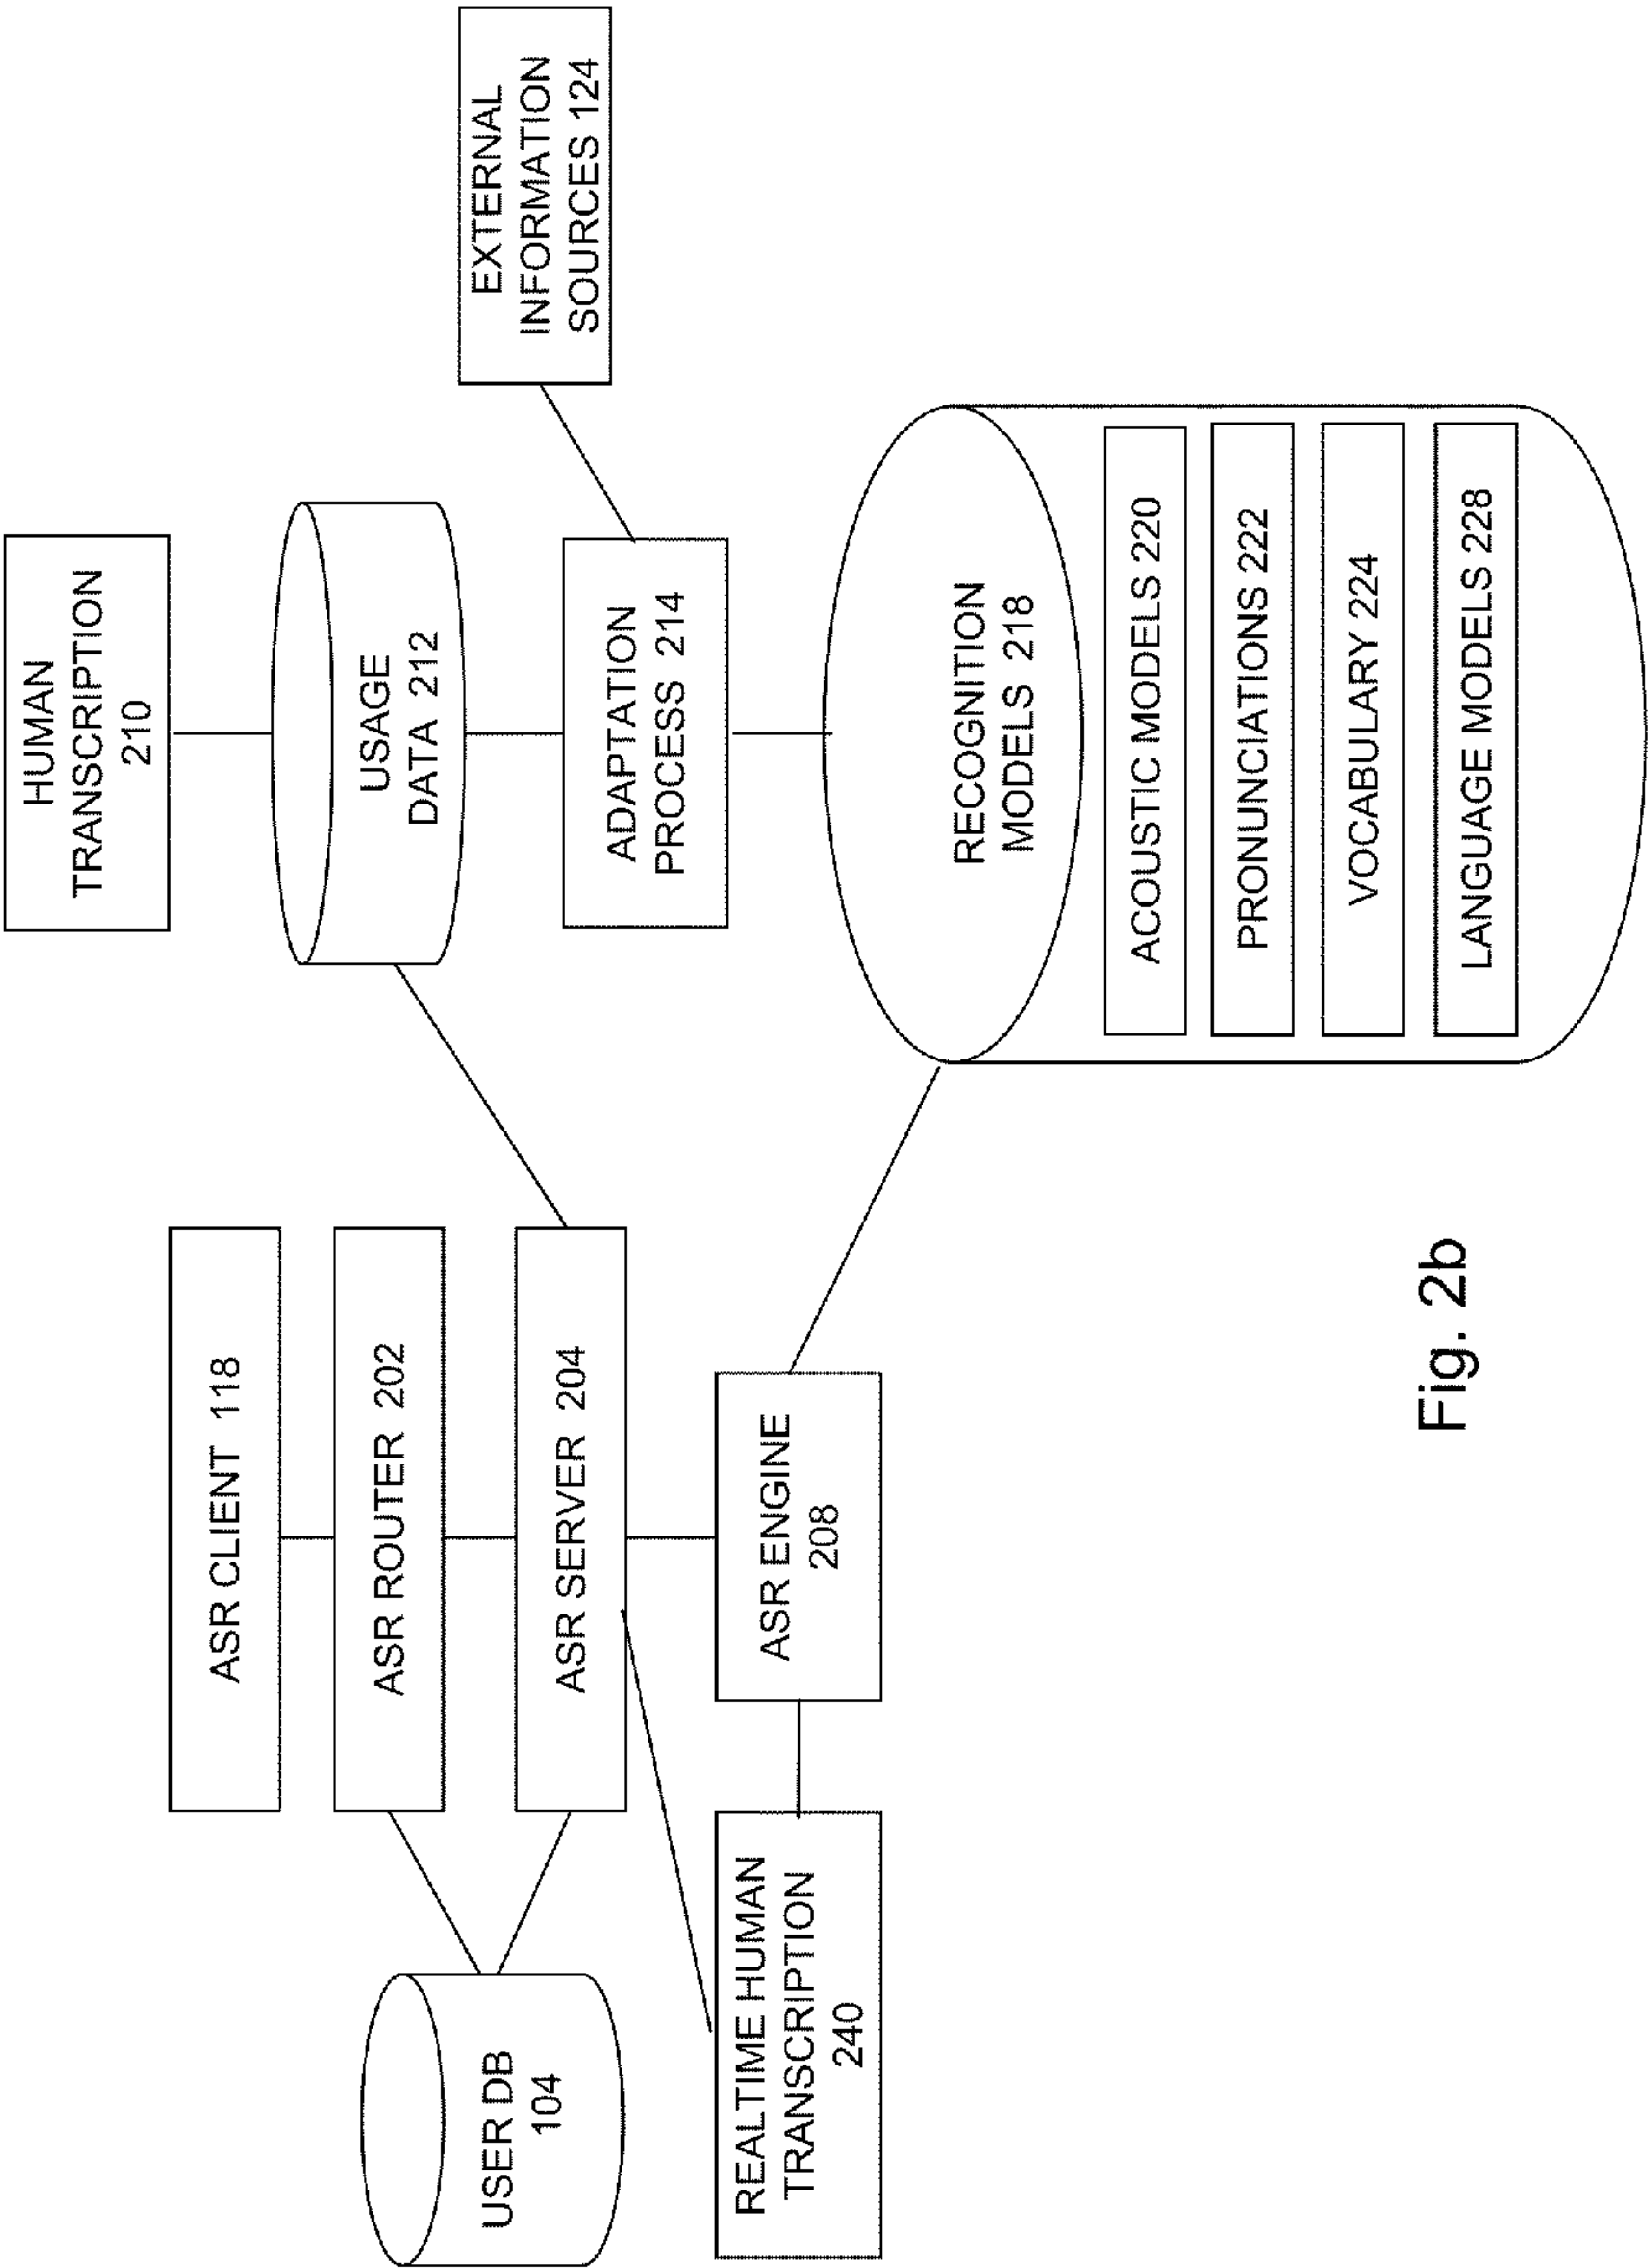 HUMAN
TRANSCRIPTION
210
USAGE
DATA 212
EXTERNAL
INFORMATION
SOURCES 124
ADAPTATION
PROCESS 214
ASR CLIENT 118
ASR ROUTER 202
ASR SERVER 204
USER DB
104
REALTIME HUMAN
TRANSCRIPTION
240
ASR ENGINE
208
RECOGNITION
MODELS 218
ACOUSTIC MODELS 220
PRONUNCIATIONS 222
VOCABULARY 224
LANGUAGE MODELS 228
Fig. 2b